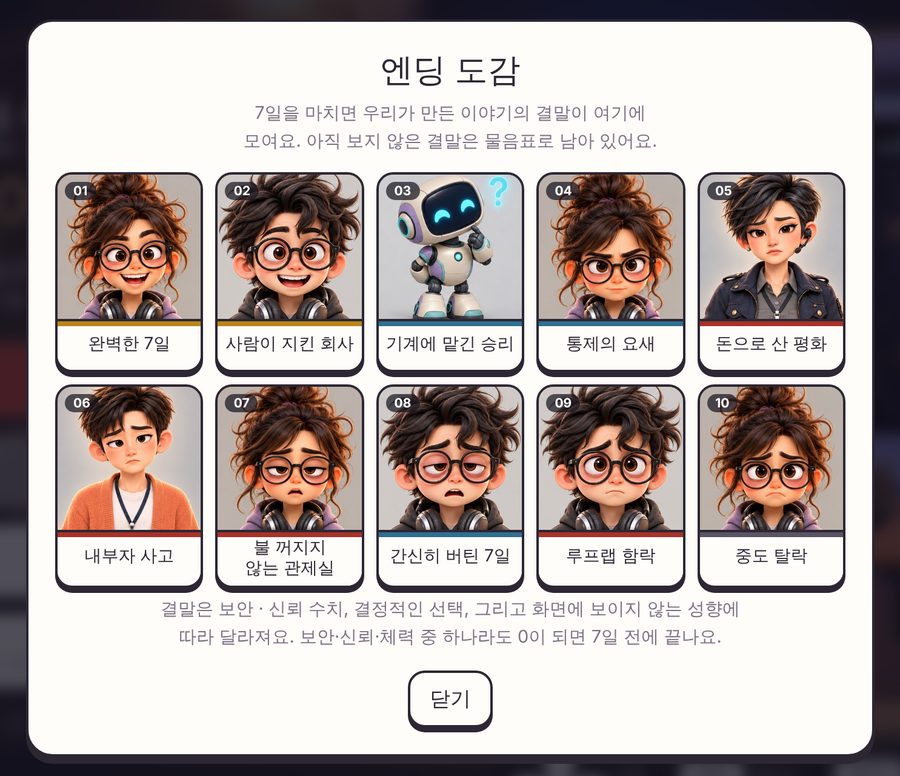 엔딩 도감
7일을 마치면 우리가 만든 이야기의 결말이 여기에
모여요. 아직 보지 않은 결말은 물음표로 남아 있어요.
01
02
03
?
04
05
완벽한 7일
사람이 지킨 회사
기계에 맡긴 승리
통제의 요새
돈으로 산 평화
06
07
08
09
10
내부자 사고
불 꺼지지
않는 관제실
간신히 버틴 7일
루프랩 함락
중도 탈락
결말은 보안 · 신뢰 수치, 결정적인 선택, 그리고 화면에 보이지 않는 성향에
따라 달라져요. 보안·신뢰·체력 중 하나라도 0이 되면 7일 전에 끝나요.
닫기